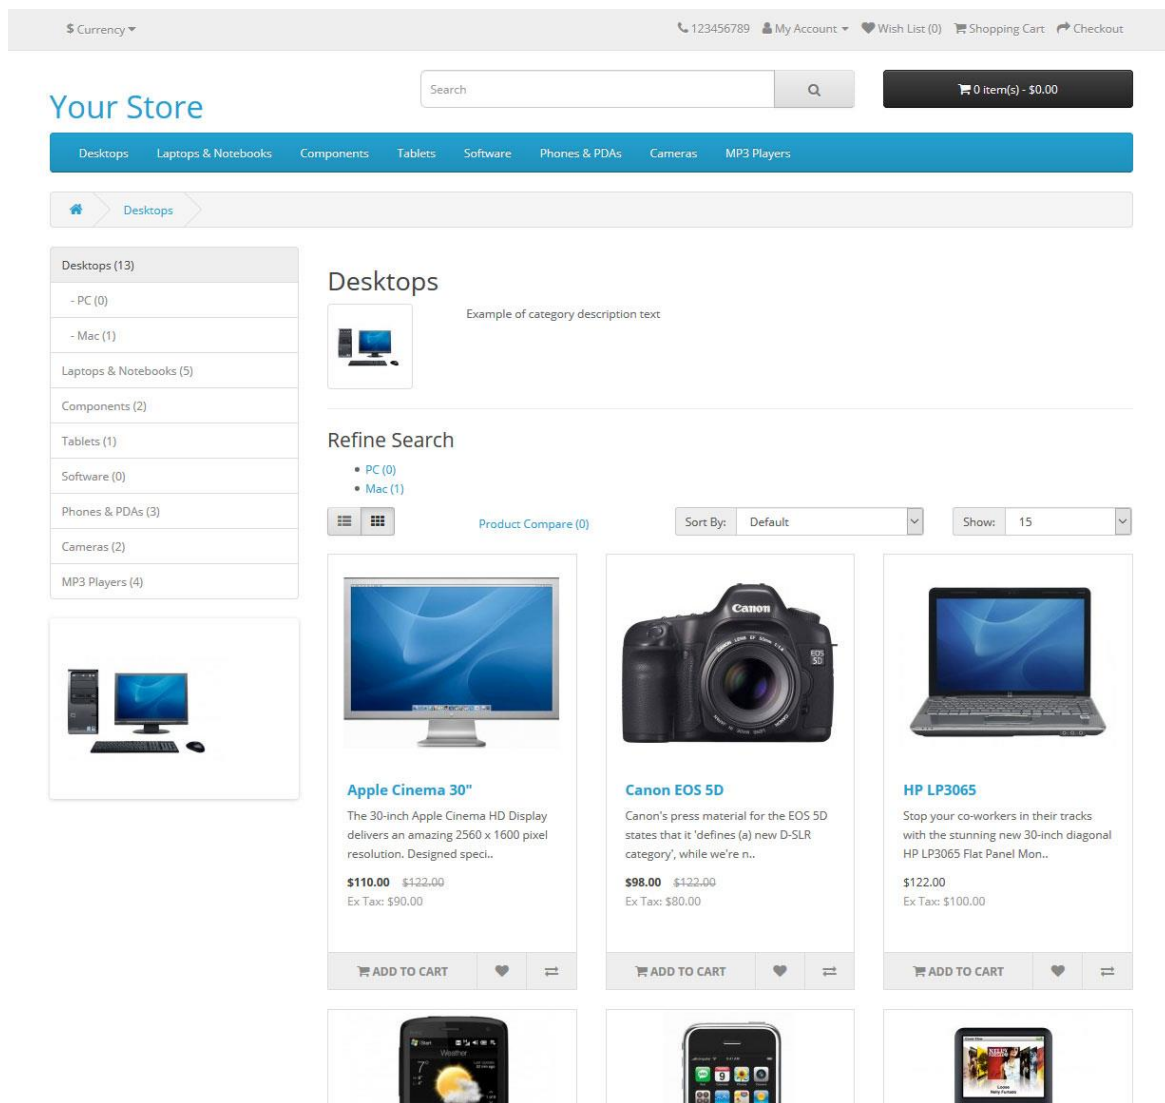 $ Currency
123456789 My Account Wish List (0) Shopping Cart Checkout
Your Store
Search
0 item(s) - $0.00
Desktops Laptops & Notebooks Components Tablets Software Phones & PDAs Cameras MP3 Players
Desktops
Desktops (13)
- PC (0)
- Mac (1)
Laptops & Notebooks (5)
Components (2)
Tablets (1)
Software (0)
Phones & PDAs (3)
Cameras (2)
MP3 Players (4)
Desktops
Example of category description text
Refine Search
PC (0)
Mac (1)
Product Compare (0)
Sort By: Default
Show: 15
Canon
EOS
5D
Apple Cinema 30"
The 30-inch Apple Cinema HD Display
delivers an amazing 2560 x 1600 pixel
resolution. Designed speci..
$110.00 $122.00
Ex Tax: $90.00
ADD TO CART
Canon EOS 5D
Canon's press material for the EOS 5D
states that it 'defines (a) new D-SLR
category', while we're n..
$98.00 $122.00
Ex Tax: $80.00
ADD TO CART
HP LP3065
Stop your co-workers in their tracks
with the stunning new 30-inch diagonal
HP LP3065 Flat Panel Mon..
$122.00
Ex Tax: $100.00
ADD TO CART
Start
Weather
9